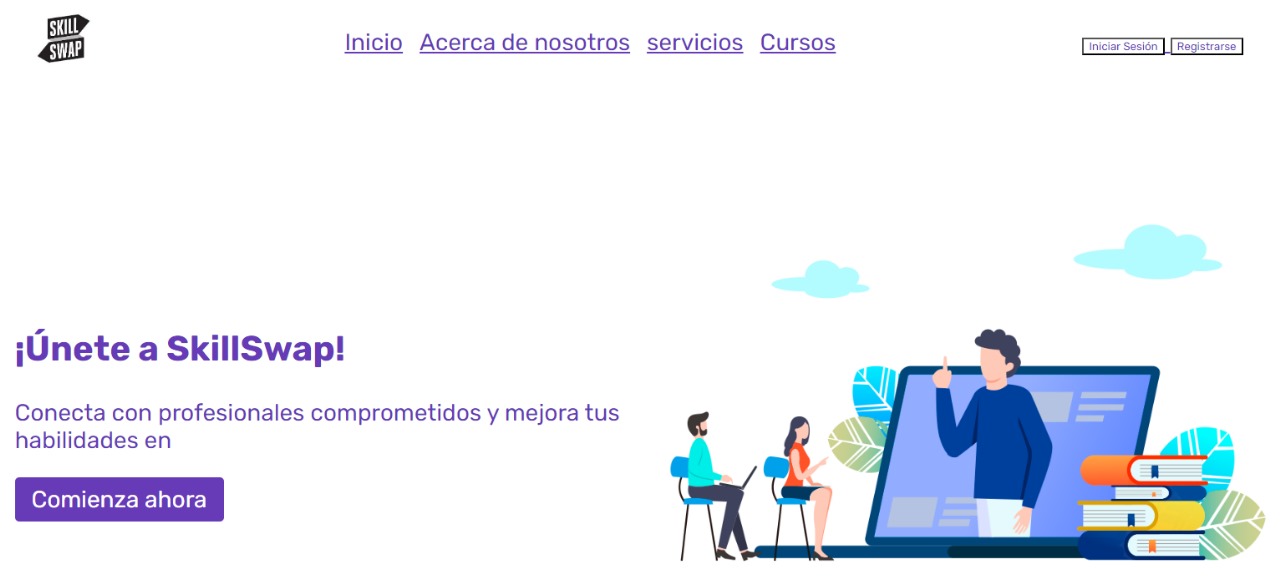 SKILL
SWAP
Inicio Acerca de nosotros servicios Cursos
Iniciar Sesión Registrarse
¡Únete a SkillSwap!
Conecta con profesionales comprometidos y mejora tus
habilidades en
Comienza ahora